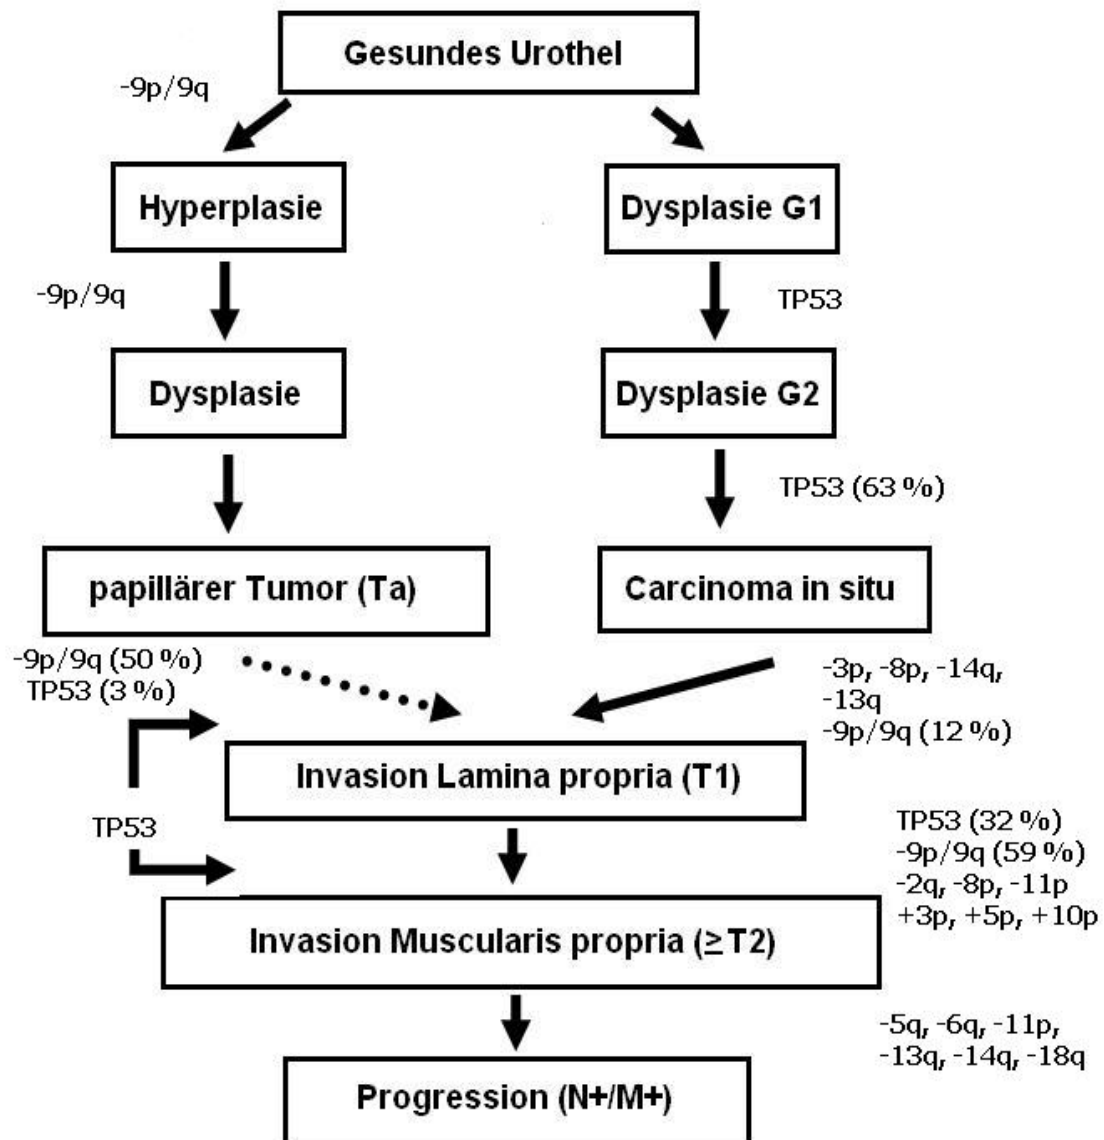 Gesundes Urothel
-9p/9q
Hyperplasie
Dysplasie G1
-9p/9q
TP53
Dysplasie
Dysplasie G2
TP53 (63 %)
papillärer Tumor (Ta)
Carcinoma in situ
-9p/9q (50 %)
TP53 (3 %)
-3p, -8p, -14q,
-13q
-9p/9q (12 %)
Invasion Lamina propria (T1)
TP53
TP53 (32 %)
-9p/9q (59 %)
-2q, -8p, -11p
+3p, +5p, +10p
Invasion Muscularis propria (≥T2)
-5q, -6q, -11p,
-13q, -14q, -18q
Progression (N+/M+)